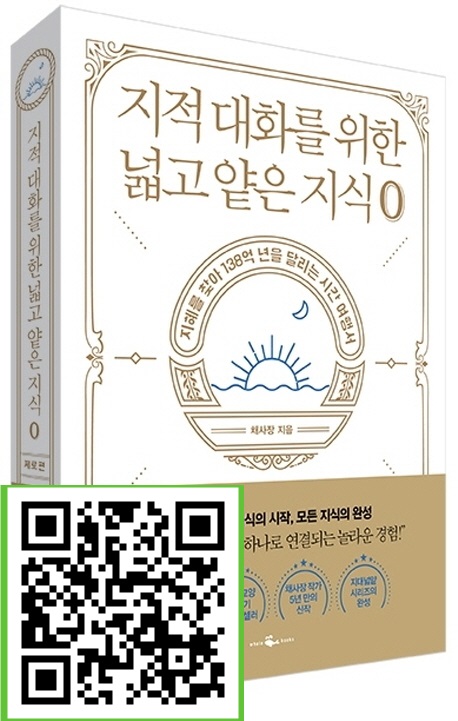 지적 대화를 위한
넓고 얕은 지식 0
지혜를 찾아 138억 년을 달리는 시간 여행서
채사장 지음
지적 대화를 위한 넓고 얕은 지식 0
제로편
식의 시작, 모든 지식의 완성
하나로 연결되는 놀라운 경험!"
채사장 작가
5년 만의
신작
지대넓얕
시리즈의
완성
whale books